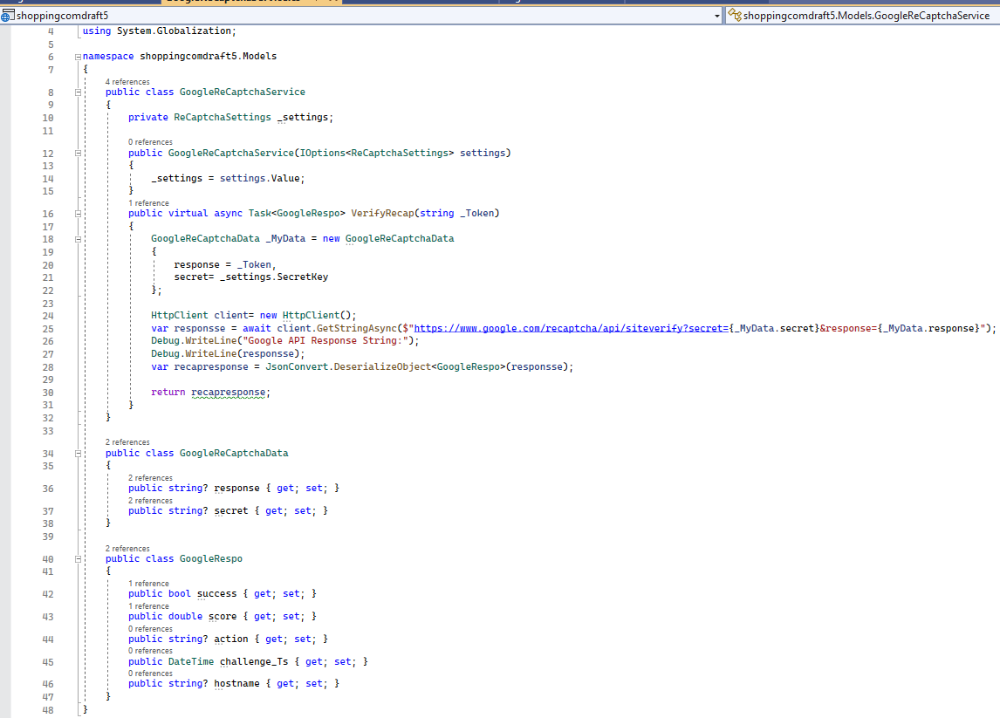 shoppingcomdraft5 shoppingcomdraft5.Models.GoogleReCaptchaService
4 using System.Globalization;
5
6 namespace shoppingcomdraft5.Models
7 {
4 references
8 public class GoogleReCaptchaService
9 {
10 private ReCaptchaSettings _settings;
11
0 references
12 public GoogleReCaptchaService(IOptions<ReCaptchaSettings> settings)
13 {
14 _settings = settings.Value;
15 }
1 reference
16 public virtual async Task<GoogleRespo> VerifyRecap(string _Token)
17 {
18 GoogleReCaptchaData _MyData = new GoogleReCaptchaData
19 {
20 response = _Token,
21 secret= _settings.SecretKey
22 };
23
24 HttpClient client= new HttpClient();
25 var responsse = await client.GetStringAsync($"https://www.google.com/recaptcha/api/siteverify?secret={_MyData.secret}&response={_MyData.response}");
26 Debug.WriteLine("Google API Response String:");
27 Debug.WriteLine(responsse);
28 var recapresponse = JsonConvert.DeserializeObject<GoogleRespo>(responsse);
29
30 return recapresponse;
31 }
32 }
33
2 references
34 public class GoogleReCaptchaData
35 {
2 references
36 public string? response { get; set; }
2 references
37 public string? secret { get; set; }
38 }
39
2 references
40 public class GoogleRespo
41 {
1 reference
42 public bool success { get; set; }
1 reference
43 public double score { get; set; }
0 references
44 public string? action { get; set; }
0 references
45 public DateTime challenge_Ts { get; set; }
0 references
46 public string? hostname { get; set; }
47 }
48 }